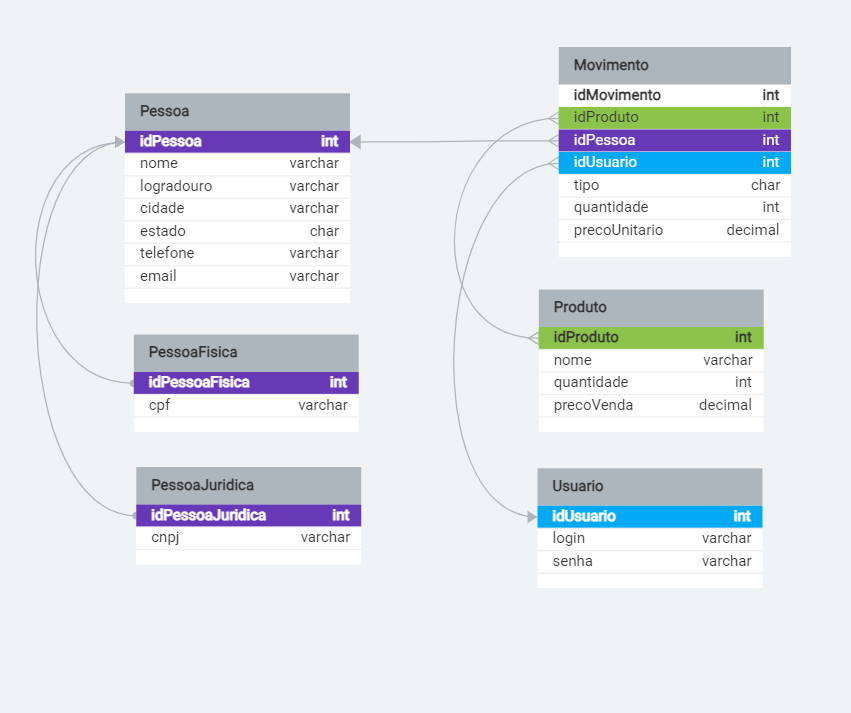 Pessoa
idPessoa int
nome varchar
logradouro varchar
cidade varchar
estado char
telefone varchar
email varchar
PessoaFisica
idPessoaFisica int
cpf varchar
PessoaJuridica
idPessoaJuridica int
cnpj varchar
Movimento
idMovimento int
idProduto int
idPessoa int
idUsuario int
tipo char
quantidade int
precoUnitario decimal
Produto
idProduto int
nome varchar
quantidade int
precoVenda decimal
Usuario
idUsuario int
login varchar
senha varchar